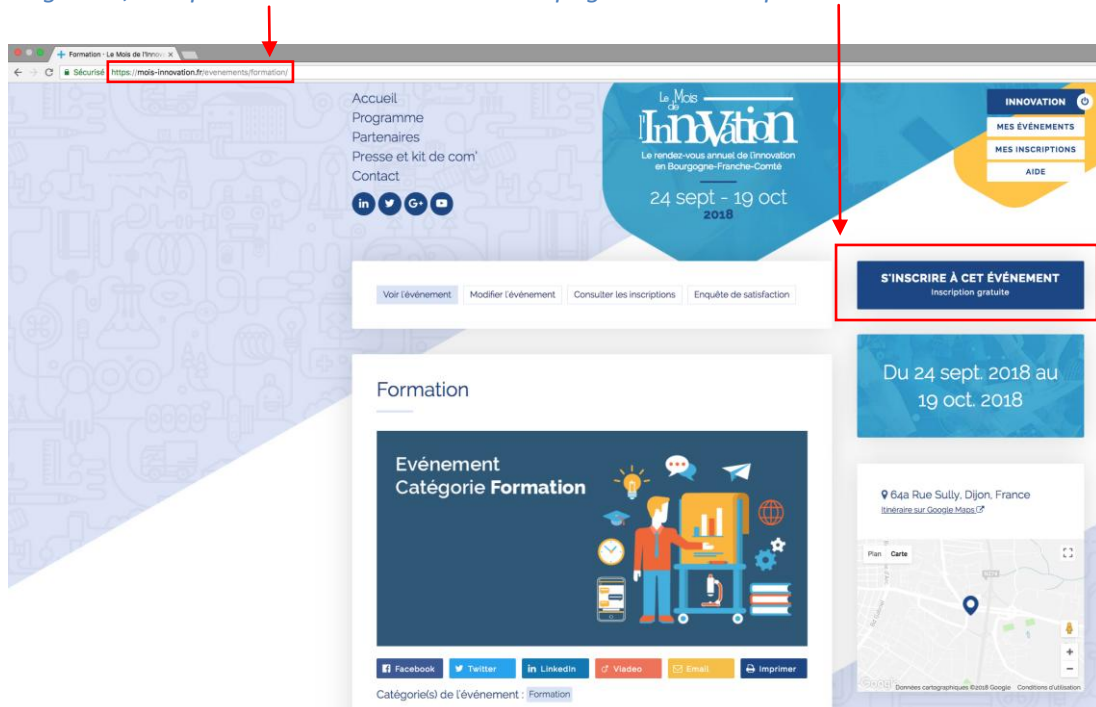 Formation - Le Mois de l'Innov
Sécurisé https://mois-innovation.fr/evenements/formation/
Accueil
Programme
Partenaires
Presse et kit de com'
Contact
Le Mois
de
l'InnoVation
Le rendez-vous annuel de l'innovation
en Bourgogne-Franche-Comté
24 sept - 19 oct
2018
INNOVATION
MES ÉVÉNEMENTS
MES INSCRIPTIONS
AIDE
Voir l'événement Modifier l'événement Consulter les inscriptions Enquête de satisfaction
S'INSCRIRE À CET ÉVÉNEMENT
Inscription gratuite
Du 24 sept. 2018 au
19 oct. 2018
Formation
Evénement
Catégorie Formation
64a Rue Sully, Dijon, France
Itinéraire sur Google Maps
Plan Carte
Google
Données cartographiques ©2018 Google Conditions d'utilisation
Facebook Twitter LinkedIn Viadeo Email Imprimer
Catégorie(s) de l'événement : Formation